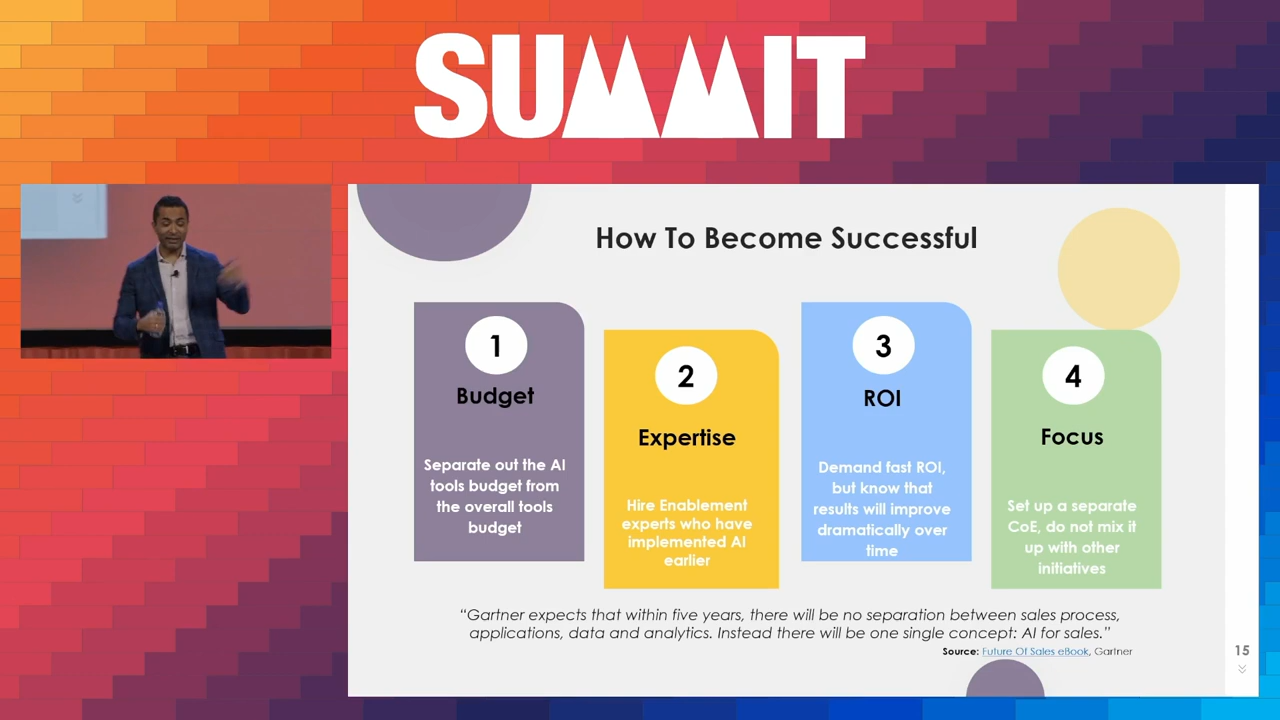 SUMMIT
How To Become Successful
1
Budget
Separate out the AI
tools budget from
the overall tools
budget
2
Expertise
Hire Enablement
experts who have
implemented AI
earlier
3
ROI
Demand fast ROI,
but know that
results will improve
dramatically over
time
4
Focus
Set up a separate
CoE, do not mix it
up with other
initiatives
“Gartner expects that within five years, there will be no separation between sales process,
applications, data and analytics. Instead there will be one single concept: AI for sales.”
Source: Future Of Sales eBook, Gartner
15